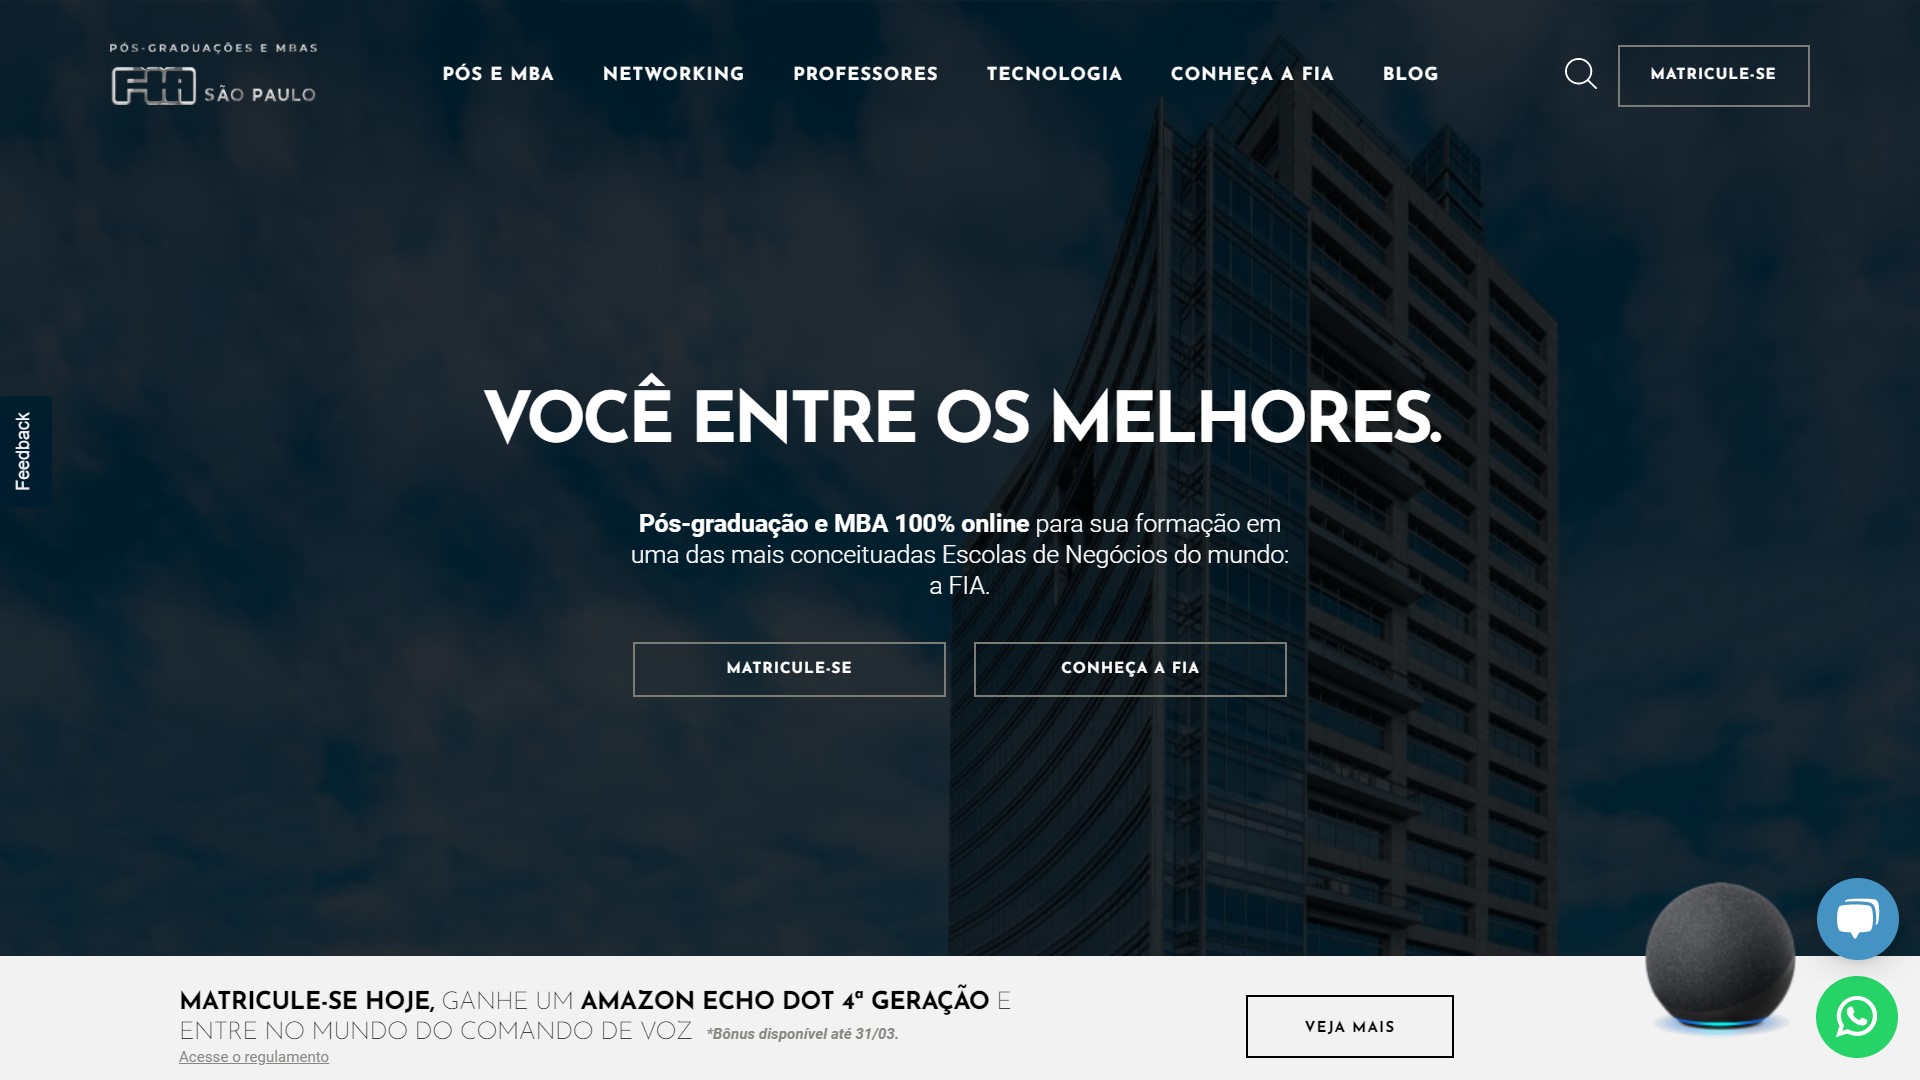 PÓS-GRADUAÇÕES E MBAS
FIA SÃO PAULO
PÓS E MBA
NETWORKING
PROFESSORES
TECNOLOGIA
CONHEÇA A FIA
BLOG
MATRICULE-SE
VOCÊ ENTRE OS MELHORES.
Feedback
Pós-graduação e MBA 100% online para sua formação em
uma das mais conceituadas Escolas de Negócios do mundo:
a FIA.
MATRICULE-SE
CONHEÇA A FIA
MATRICULE-SE HOJE, GANHE UM AMAZON ECHO DOT 4ª GERAÇÃO E
ENTRE NO MUNDO DO COMANDO DE VOZ *Bônus disponível até 31/03.
Acesse o regulamento
VEJA MAIS